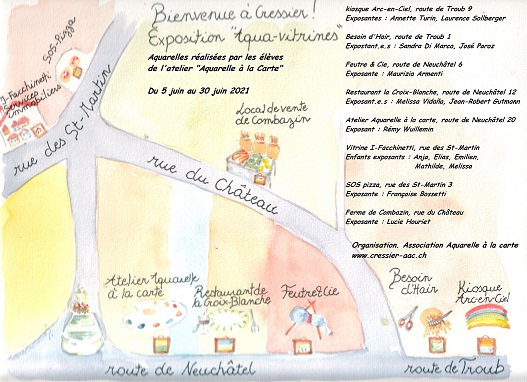 Bienvenue à Cressier!
Exposition "Aqua-vitrines"
Aquarelles réalisées par les élèves
de l'atelier "Aquarelle à la Carte"
Du 5 juin au 30 juin 2021
kiosque Arc-en-Ciel, route de Troub 9
Exposantes : Annette Turin, Laurence Sollberger
Besoin d'Hair, route de Troub 1
Expostant.e.s : Sandra Di Marco, José Poroz
Feutre & Cie, route de Neuchâtel 6
Exposante : Maurizia Armenti
Restaurant la Croix-Blanche, route de Neuchâtel 12
Exposant.e.s : Melissa Vidaña, Jean-Robert Gutmann
Atelier Aquarelle à la carte, route de Neuchâtel 20
Exposant : Rémy Wuillemin
Vitrine I-Facchinetti, rue des St-Martin
Enfants exposants : Anja, Elias, Emilien,
Mathilde, Melissa
SOS pizza, rue des St-Martin 3
Exposante : Françoise Bossetti
Ferme de Combazin, rue du Château
Exposante : Lucie Houriet
Organisation. Association Aquarelle à la carte
www.cressier-aac.ch
SOS-Pizza
I-Facchinetti
Services
immobiliers
rue des St-Martin
Local de vente
de Combazin
rue du Château
Atelier Aquarelle
à la carte
Restaurant de
la Croix-Blanche
Feutre & Cie
Besoin
d'Hair
Kiosque
Arc-en-Ciel
route de Neuchâtel
route de Troub